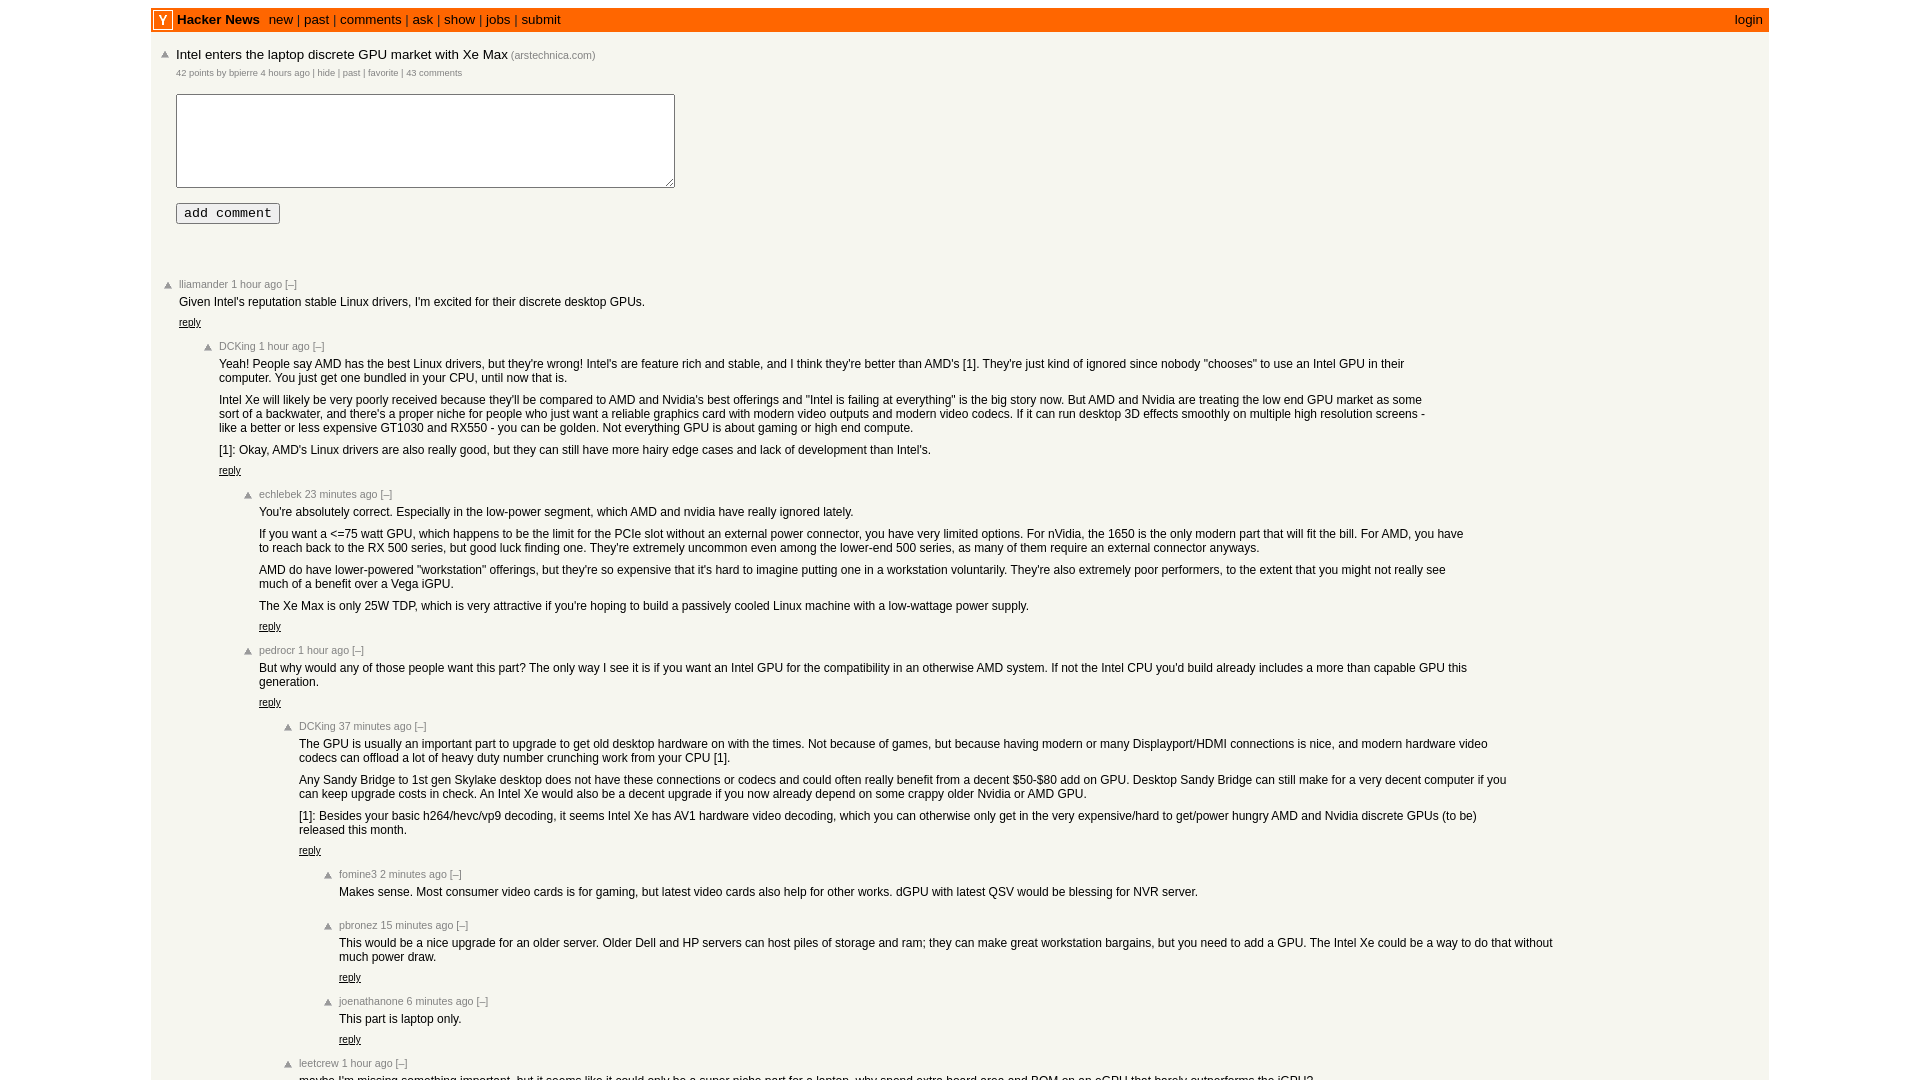 Y Hacker News new | past | comments | ask | show | jobs | submit login
Intel enters the laptop discrete GPU market with Xe Max (arstechnica.com)
42 points by bpierre 4 hours ago | hide | past | favorite | 43 comments
add comment
lliamander 1 hour ago [–]
Given Intel's reputation stable Linux drivers, I'm excited for their discrete desktop GPUs.
reply
DCKing 1 hour ago [–]
Yeah! People say AMD has the best Linux drivers, but they're wrong! Intel's are feature rich and stable, and I think they're better than AMD's [1]. They're just kind of ignored since nobody "chooses" to use an Intel GPU in their
computer. You just get one bundled in your CPU, until now that is.
Intel Xe will likely be very poorly received because they'll be compared to AMD and Nvidia's best offerings and "Intel is failing at everything" is the big story now. But AMD and Nvidia are treating the low end GPU market as some
sort of a backwater, and there's a proper niche for people who just want a reliable graphics card with modern video outputs and modern video codecs. If it can run desktop 3D effects smoothly on multiple high resolution screens -
like a better or less expensive GT1030 and RX550 - you can be golden. Not everything GPU is about gaming or high end compute.
[1]: Okay, AMD's Linux drivers are also really good, but they can still have more hairy edge cases and lack of development than Intel's.
reply
echlebek 23 minutes ago [–]
You're absolutely correct. Especially in the low-power segment, which AMD and nvidia have really ignored lately.
If you want a <=75 watt GPU, which happens to be the limit for the PCIe slot without an external power connector, you have very limited options. For nVidia, the 1650 is the only modern part that will fit the bill. For AMD, you have
to reach back to the RX 500 series, but good luck finding one. They're extremely uncommon even among the lower-end 500 series, as many of them require an external connector anyways.
AMD do have lower-powered "workstation" offerings, but they're so expensive that it's hard to imagine putting one in a workstation voluntarily. They're also extremely poor performers, to the extent that you might not really see
much of a benefit over a Vega iGPU.
The Xe Max is only 25W TDP, which is very attractive if you're hoping to build a passively cooled Linux machine with a low-wattage power supply.
reply
pedrocr 1 hour ago [–]
But why would any of those people want this part? The only way I see it is if you want an Intel GPU for the compatibility in an otherwise AMD system. If not the Intel CPU you'd build already includes a more than capable GPU this
generation.
reply
DCKing 37 minutes ago [–]
The GPU is usually an important part to upgrade to get old desktop hardware on with the times. Not because of games, but because having modern or many Displayport/HDMI connections is nice, and modern hardware video
codecs can offload a lot of heavy duty number crunching work from your CPU [1].
Any Sandy Bridge to 1st gen Skylake desktop does not have these connections or codecs and could often really benefit from a decent $50-$80 add on GPU. Desktop Sandy Bridge can still make for a very decent computer if you
can keep upgrade costs in check. An Intel Xe would also be a decent upgrade if you now already depend on some crappy older Nvidia or AMD GPU.
[1]: Besides your basic h264/hevc/vp9 decoding, it seems Intel Xe has AV1 hardware video decoding, which you can otherwise only get in the very expensive/hard to get/power hungry AMD and Nvidia discrete GPUs (to be)
released this month.
reply
fomine3 2 minutes ago [–]
Makes sense. Most consumer video cards is for gaming, but latest video cards also help for other works. dGPU with latest QSV would be blessing for NVR server.
pbronez 15 minutes ago [–]
This would be a nice upgrade for an older server. Older Dell and HP servers can host piles of storage and ram; they can make great workstation bargains, but you need to add a GPU. The Intel Xe could be a way to do that without
much power draw.
reply
joenathanone 6 minutes ago [–]
This part is laptop only.
reply
leetcrew 1 hour ago [–]
maybe I'm missing something important, but it seems like it could only be a super niche part for a laptop. why spend extra board area and BOM on an eGPU that barely outperforms the iGPU?